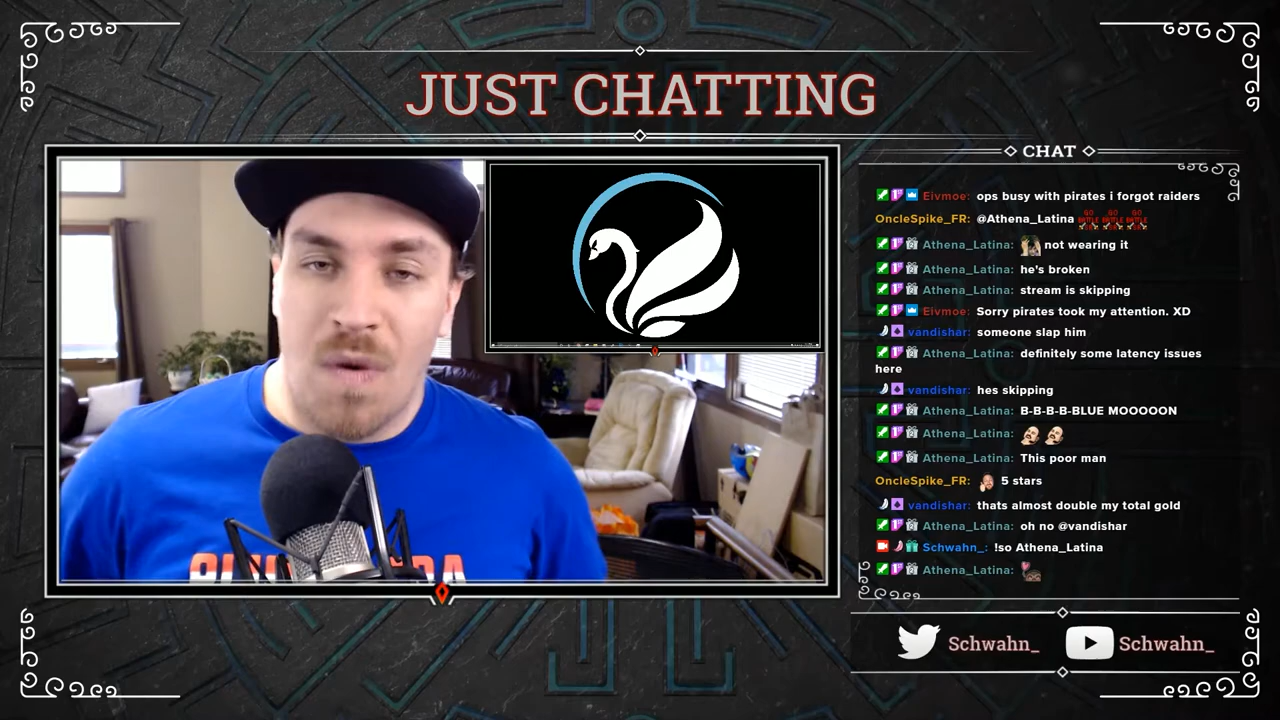 JUST CHATTING
CHAT
Eivmoe: ops busy with pirates i forgot raiders
OncleSpike_FR: @Athena_Latina
Athena_Latina: not wearing it
Athena_Latina: he's broken
Athena_Latina: stream is skipping
Eivmoe: Sorry pirates took my attention. XD
vandishar: someone slap him
Athena_Latina: definitely some latency issues
here
vandishar: hes skipping
Athena_Latina: B-B-B-B-BLUE MOOOOON
Athena_Latina:
Athena_Latina: This poor man
OncleSpike_FR: 5 stars
vandishar: thats almost double my total gold
Athena_Latina: oh no @vandishar
Schwahn_: !so Athena_Latina
Athena_Latina:
Schwahn_ Schwahn_